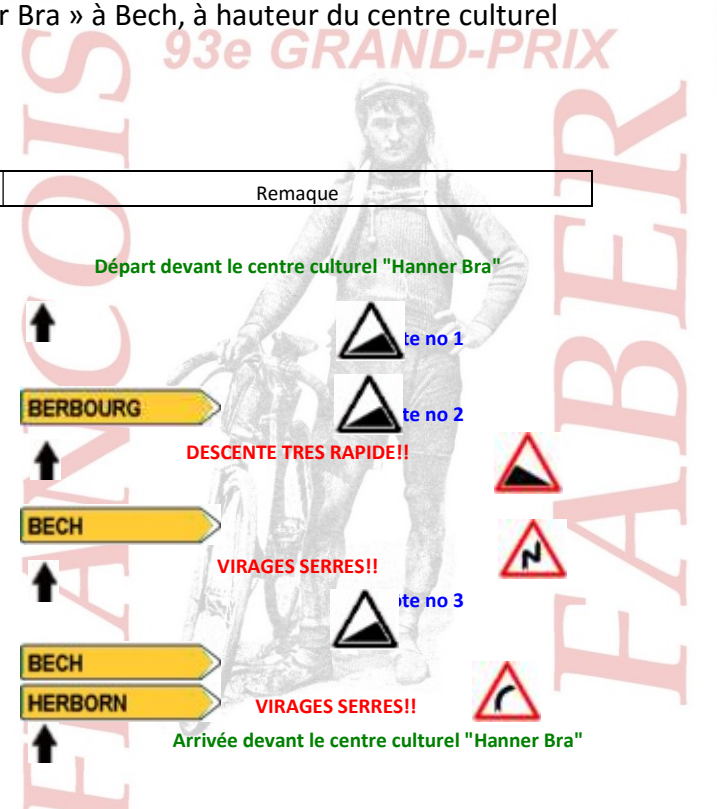 r Bra » à Bech, à hauteur du centre culturel
93e GRAND-PRIX
FRANCOIS
FABER
Remaque
Départ devant le centre culturel "Hanner Bra"
te no 1
BERBOURG
te no 2
DESCENTE TRES RAPIDE!!
BECH
VIRAGES SERRES!!
te no 3
BECH
HERBORN
VIRAGES SERRES!!
Arrivée devant le centre culturel "Hanner Bra"